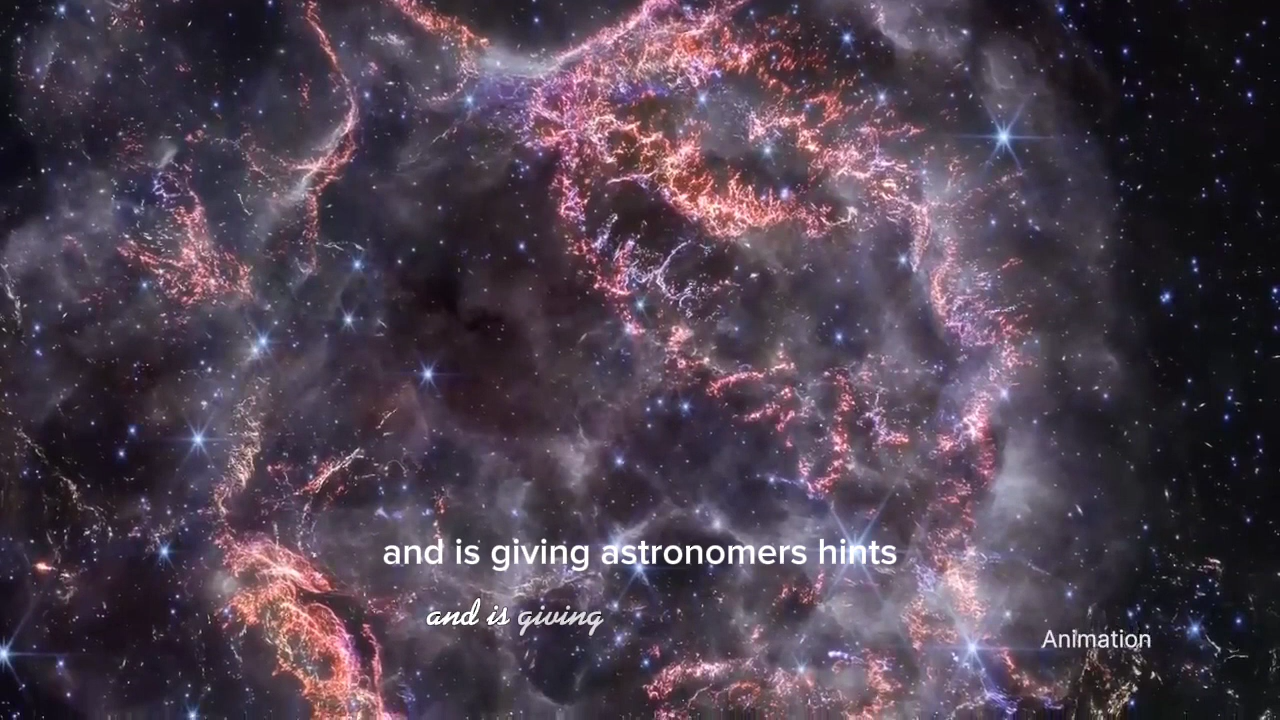 and is giving astronomers hints
and is giving
Animation